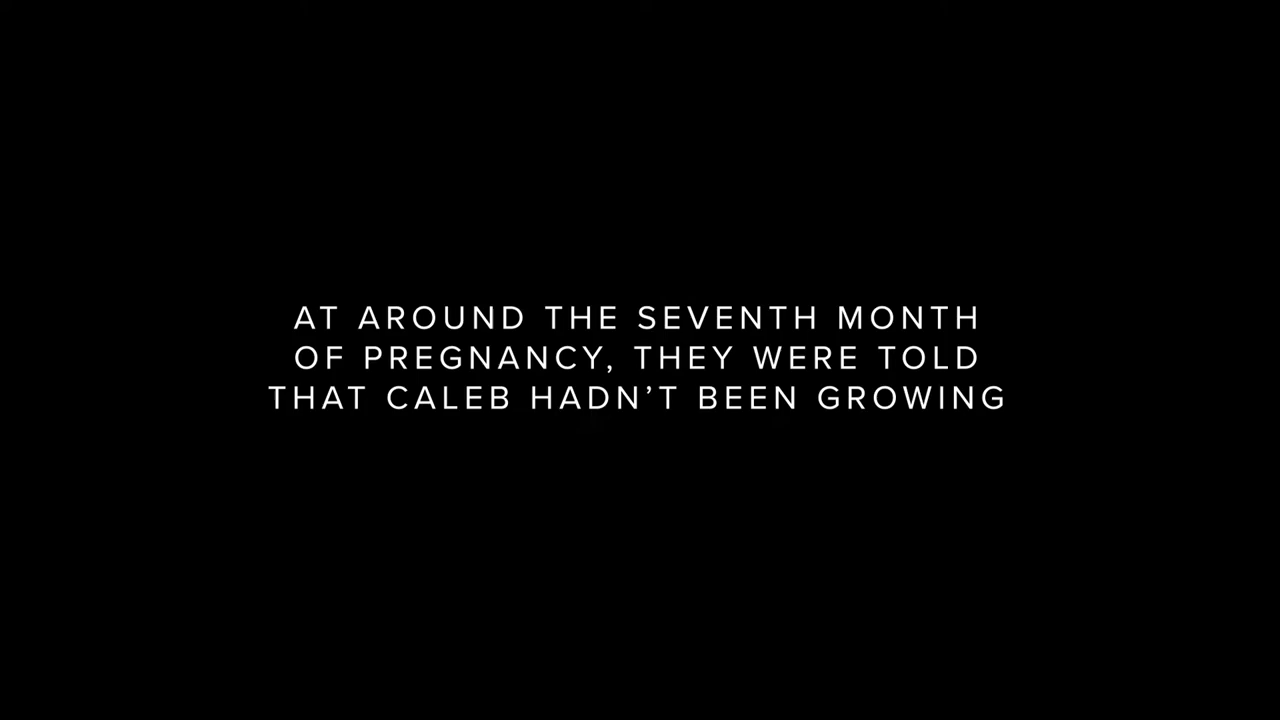 AT AROUND THE SEVENTH MONTH
OF PREGNANCY, THEY WERE TOLD
THAT CALEB HADN’T BEEN GROWING